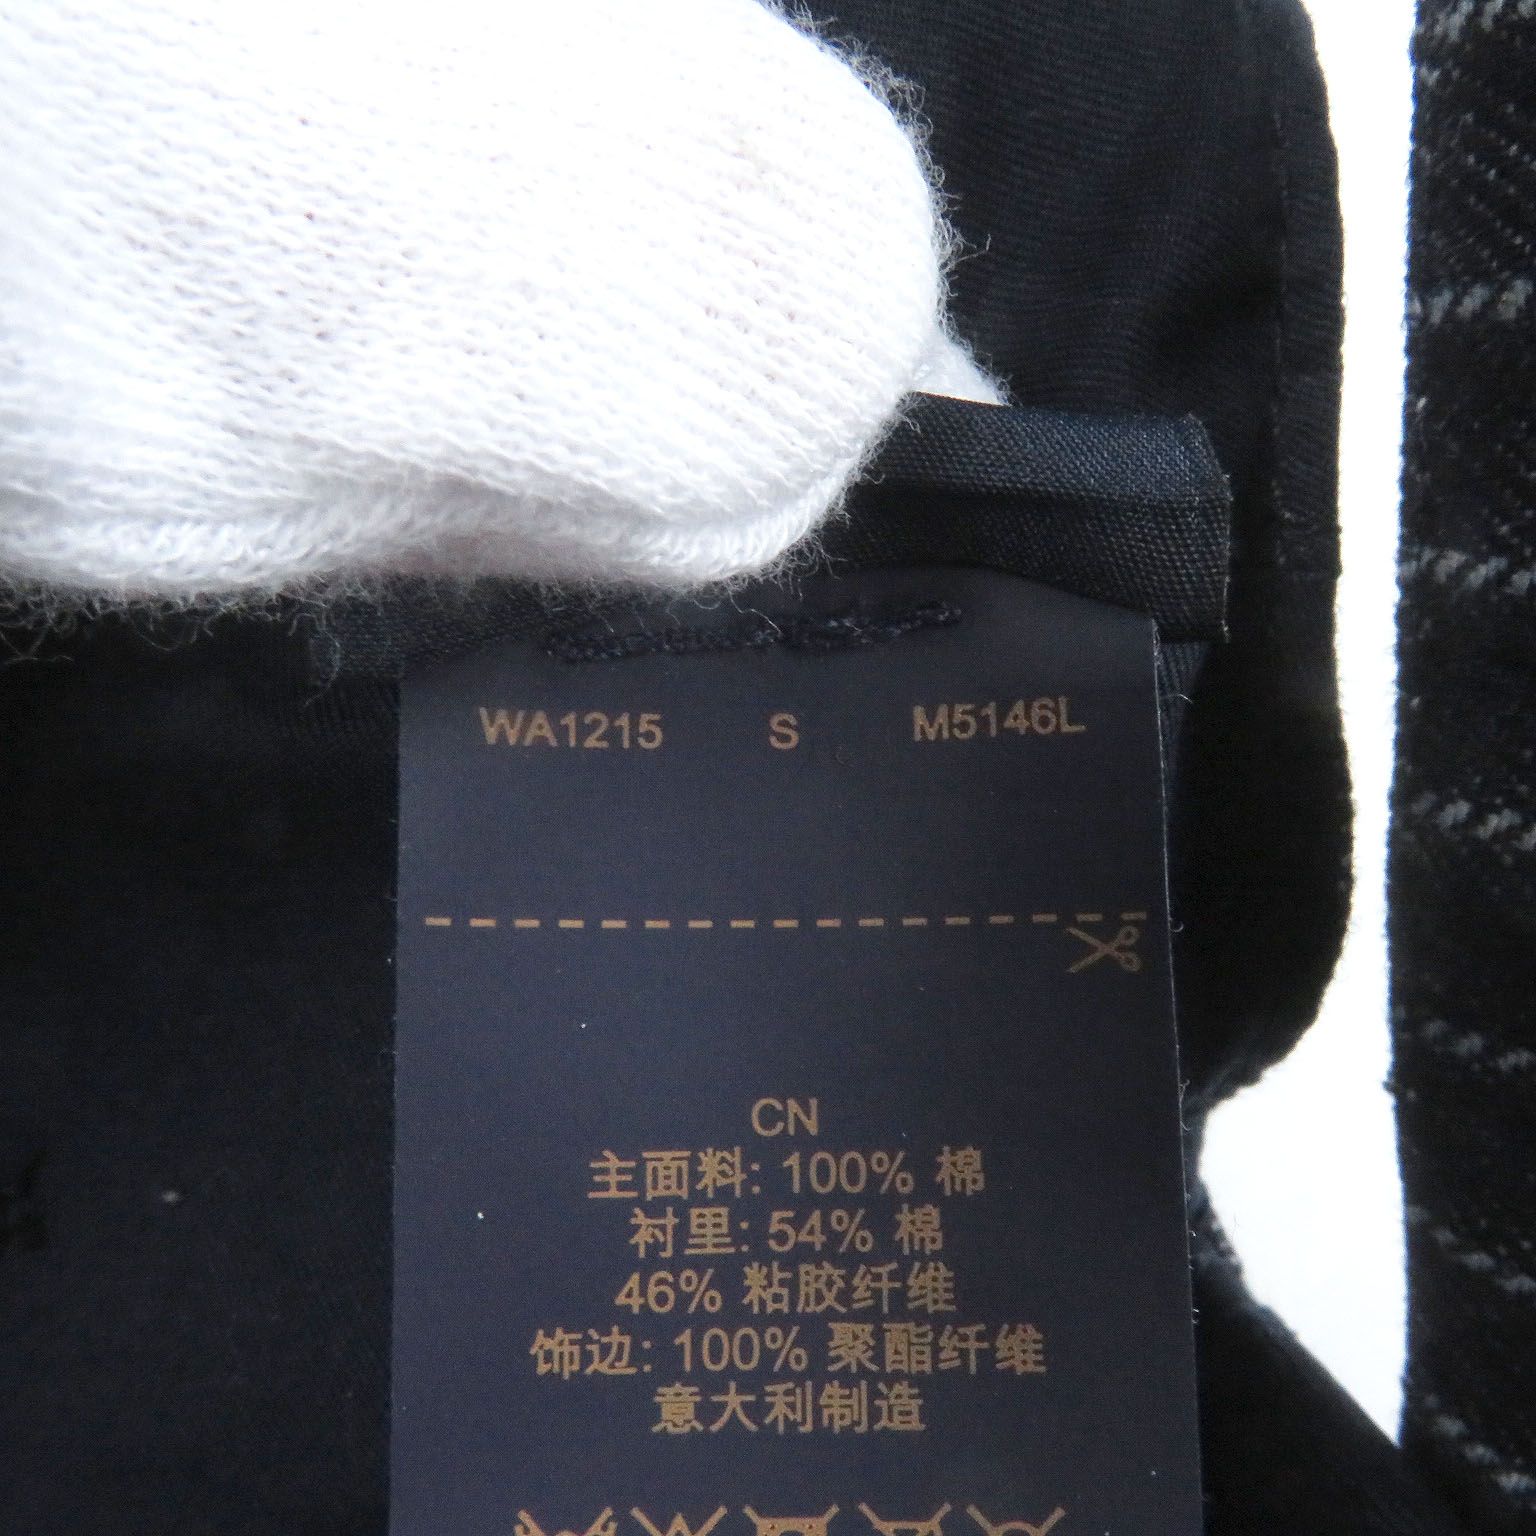 WA1215 S M5146L
CN
主面料: 100% 棉
衬里: 54% 棉
46% 粘胶纤维
饰边: 100% 聚酯纤维
意大利制造